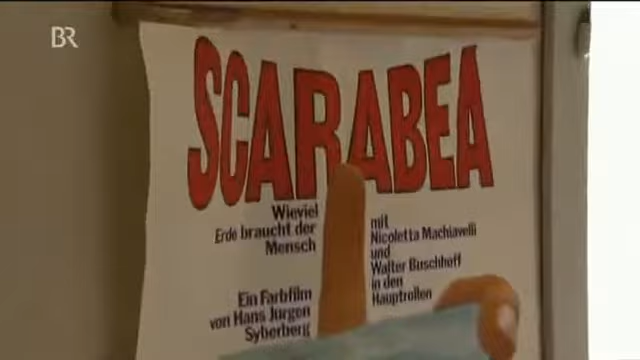 BR
SCARABEA
Wieviel
Erde braucht der
Mensch
mit
Nicoletta Machiavelli
und
Walter Buschhoff
in den
Hauptrollen
Ein Farbfilm
von Hans Jürgen
Syberberg